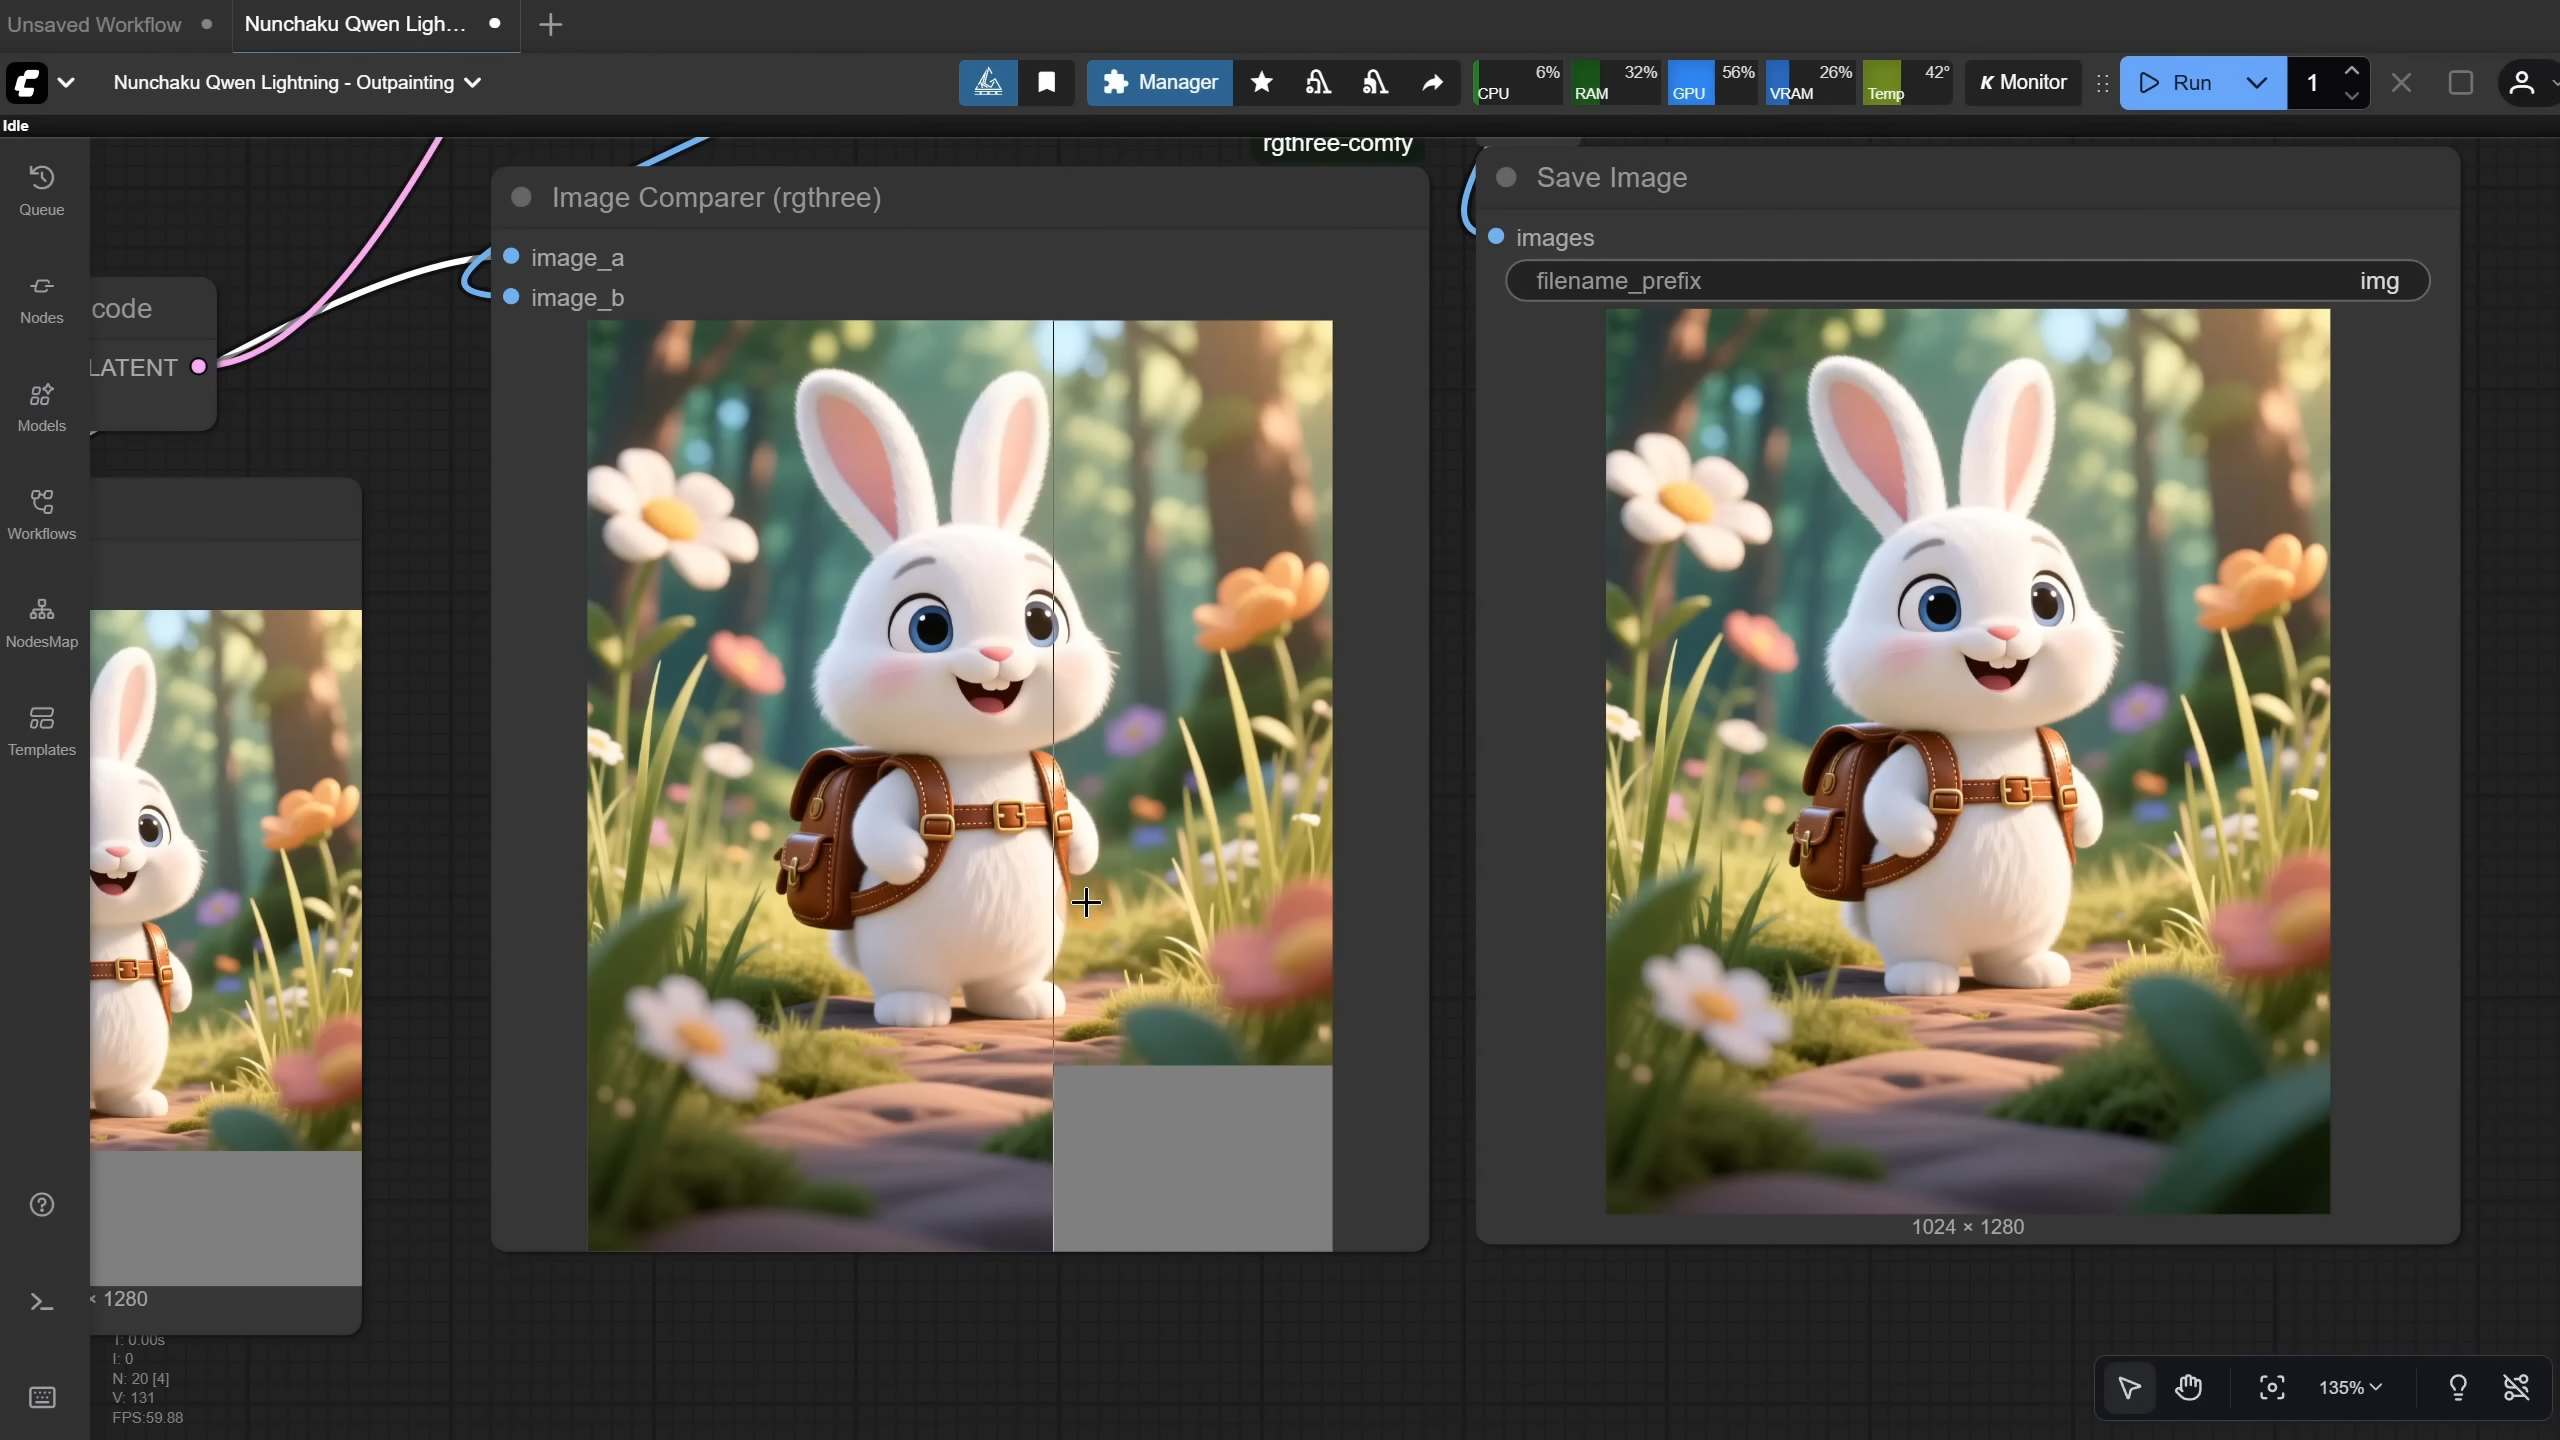 Unsaved Workflow
Nunchaku Qwen Ligh...
Nunchaku Qwen Lightning - Outpainting
Manager
CPU 6%
RAM 32%
GPU 56%
VRAM 26%
Temp 42°
K Monitor
Run
1
Idle
Queue
Nodes
Models
Workflows
NodesMap
Templates
code
LATENT
× 1280
rgthree-comfy
Image Comparer (rgthree)
image_a
image_b
Save Image
images
filename_prefix img
1024 × 1280
T: 0.00s
I: 0
N: 20 [4]
V: 131
FPS:59.88
135%